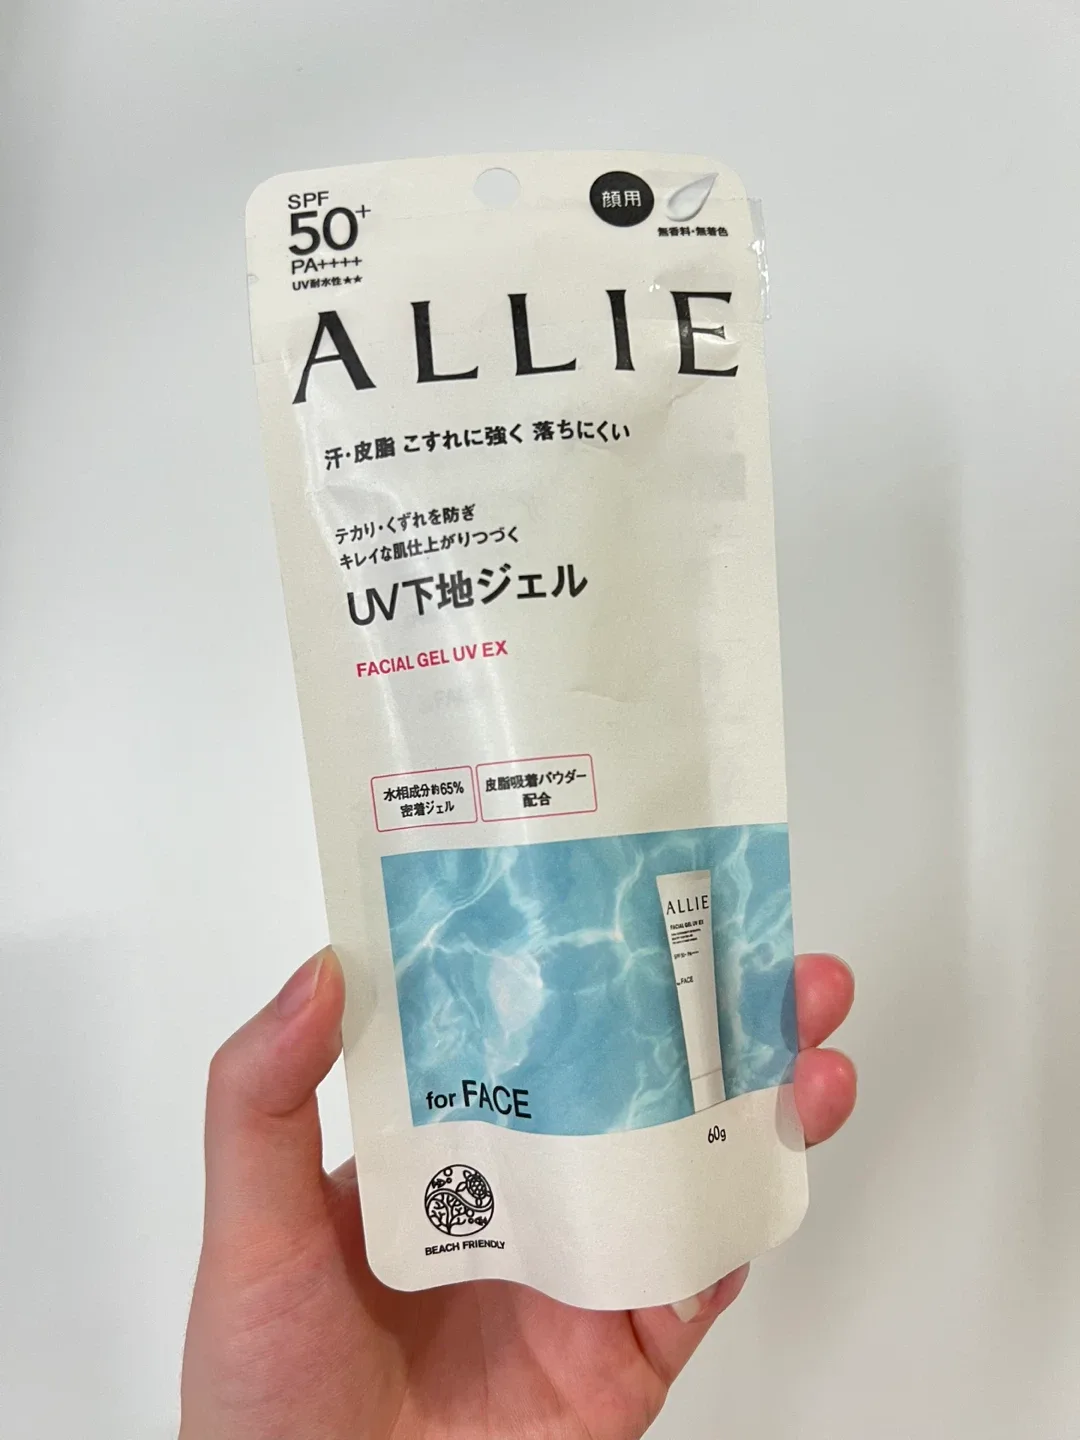 SPF
50+
PA++++
UV耐水性★★
顔用
無香料・無着色
ALLIE
汗・皮脂 こすれに強く 落ちにくい
テカリ・くずれを防ぎ
キレイな肌仕上がりつづく
UV下地ジェル
FACIAL GEL UV EX
水相成分約65%
密着ジェル
皮脂吸着パウダー
配合
ALLIE
FACIAL GEL UV EX
SPF50+ PA++++
for FACE
for FACE
60g
BEACH FRIENDLY